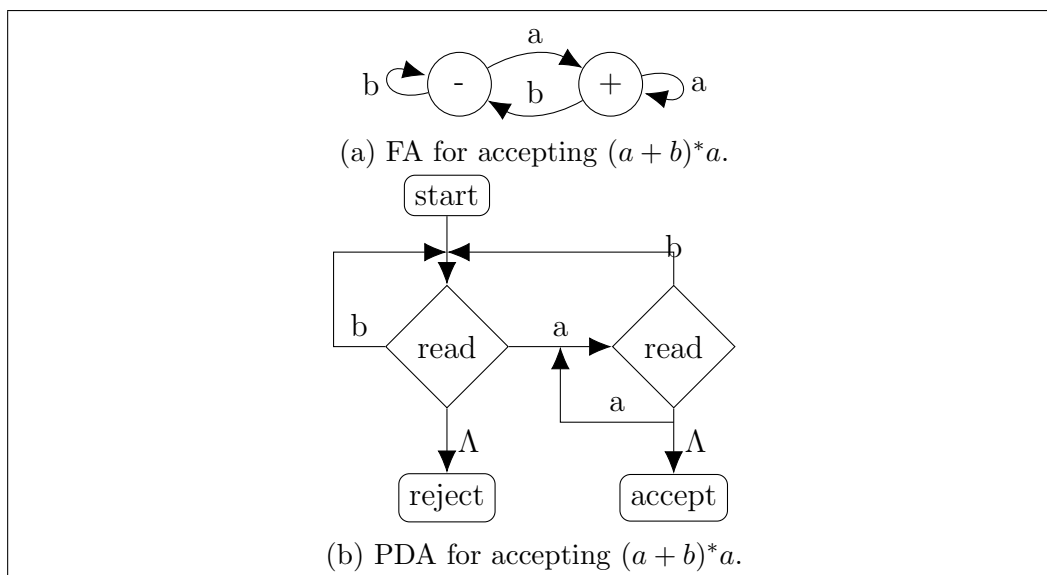 a
b - b + a
(a) FA for accepting (a + b)*a.
start
b
b read a read
a
Λ Λ
reject accept
(b) PDA for accepting (a + b)*a.